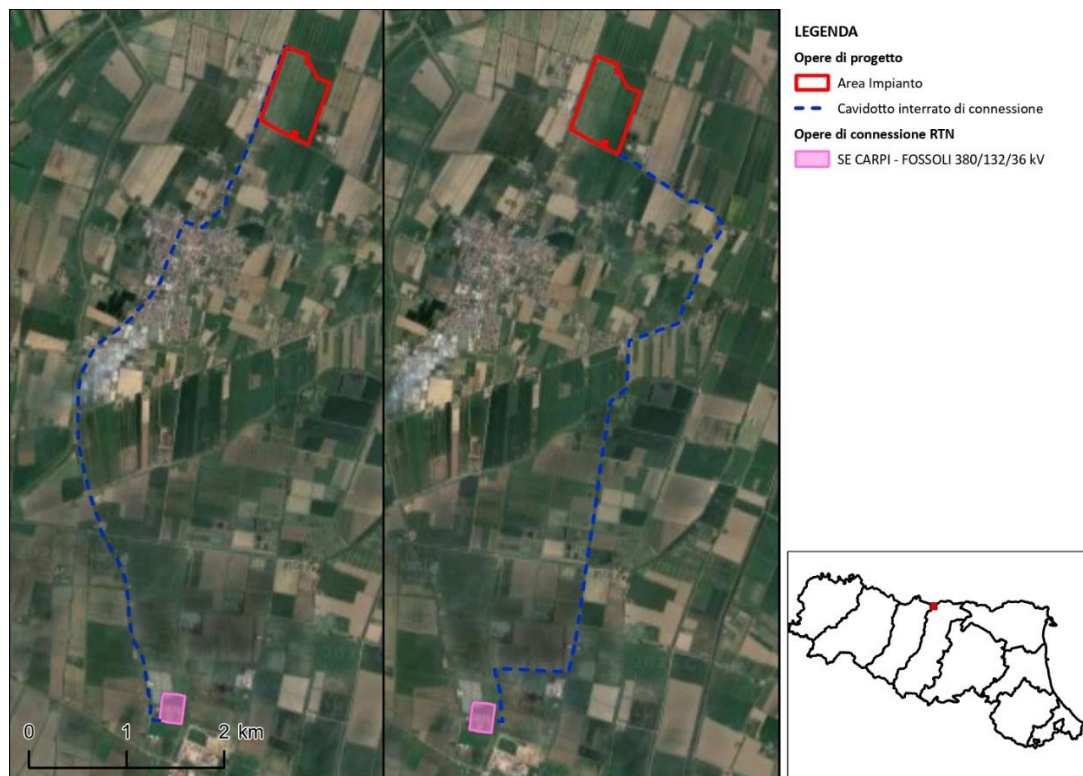 LEGENDA
Opere di progetto
Area Impianto
Cavidotto interrato di connessione
Opere di connessione RTN
SE CARPI - FOSSOLI 380/132/36 kV
0 1 2 km